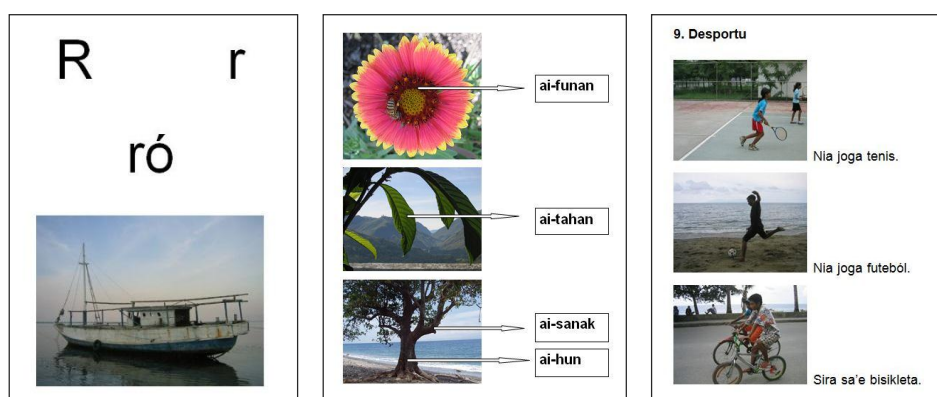 R r
ró
ai-funan
ai-tahan
ai-sanak
ai-hun
9. Desportu
Nia joga tenis.
Nia joga futeból.
Sira sa'e bisikleta.